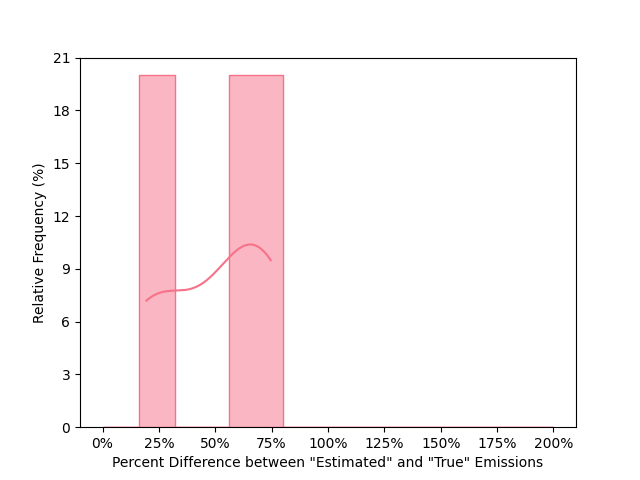 21
18
15
12
9
6
3
0
Relative Frequency (%)
0% 25% 50% 75% 100% 125% 150% 175% 200%
Percent Difference between "Estimated" and "True" Emissions